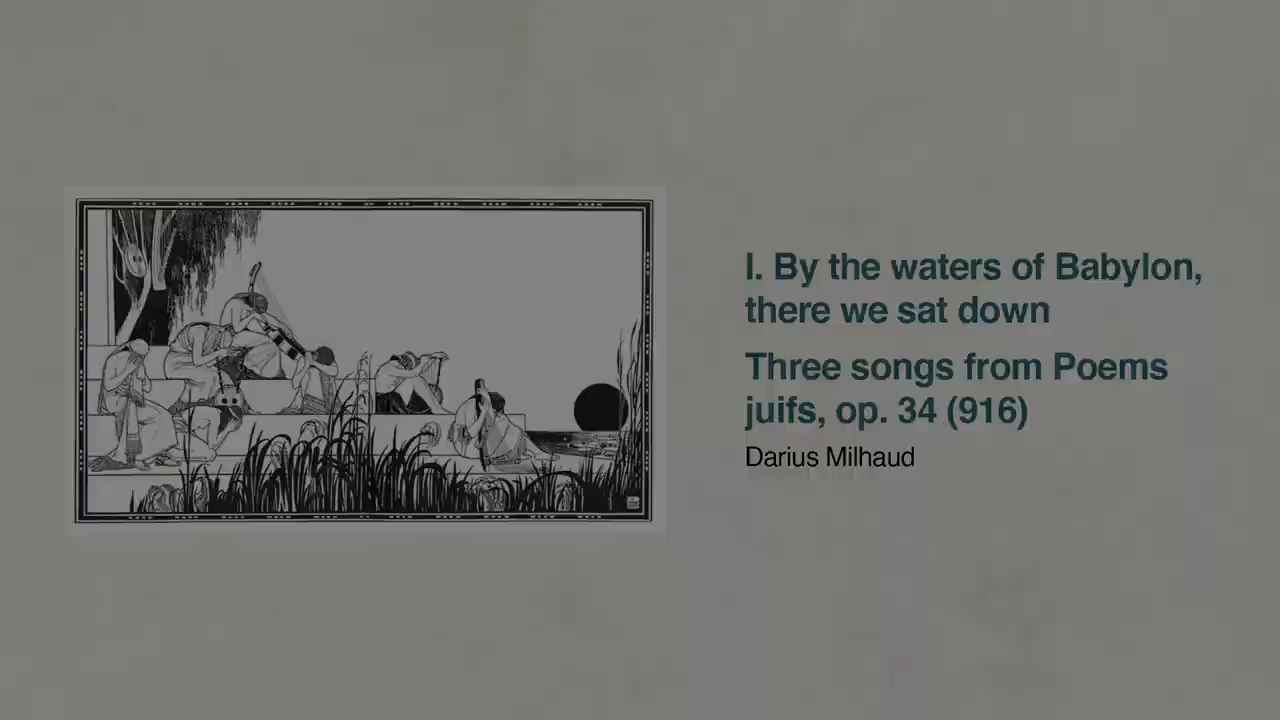 I. By the waters of Babylon,
there we sat down
Three songs from Poems
juifs, op. 34 (916)
Darius Milhaud